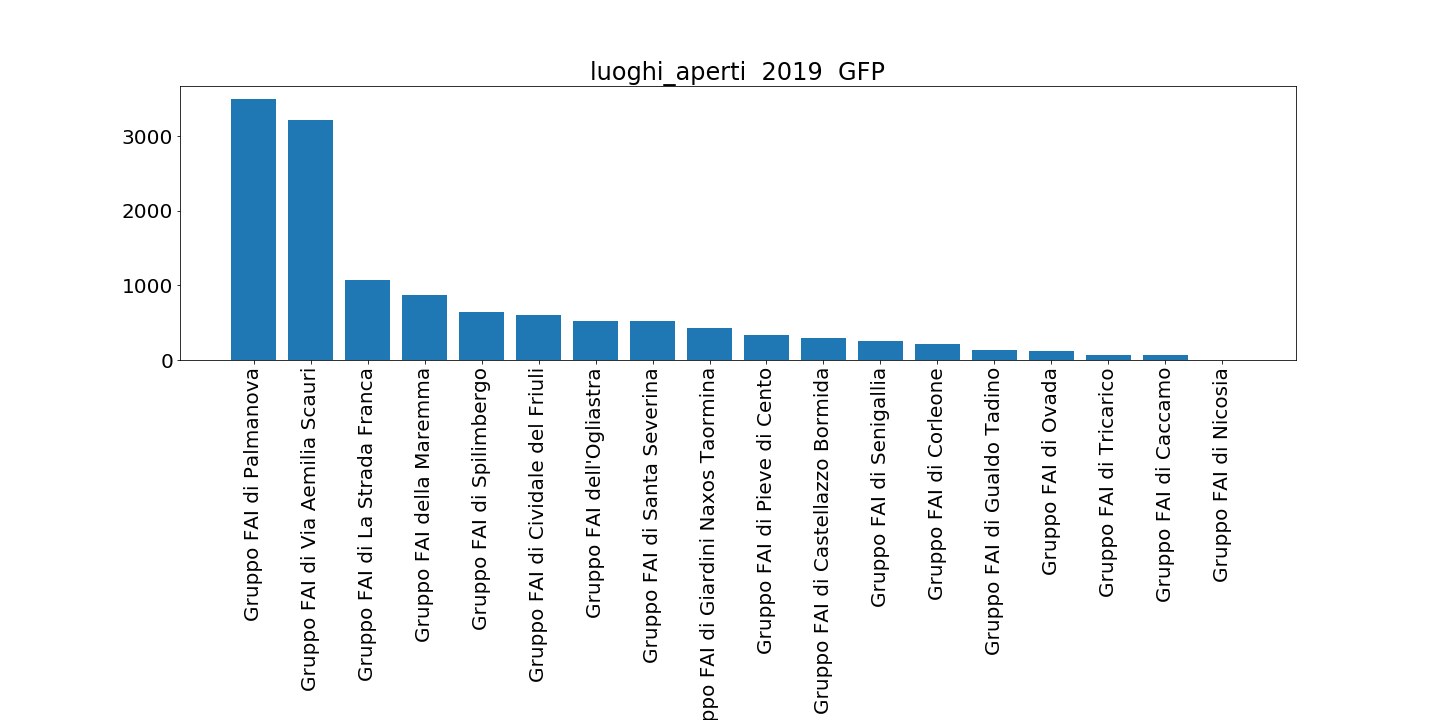 luoghi_aperti 2019 GFP
3000
2000
1000
0
Gruppo FAI di Palmanova
Gruppo FAI di Via Aemilia Scauri
Gruppo FAI di La Strada Franca
Gruppo FAI della Maremma
Gruppo FAI di Spilimbergo
Gruppo FAI di Cividale del Friuli
Gruppo FAI dell'Ogliastra
Gruppo FAI di Santa Severina
ppo FAI di Giardini Naxos Taormina
Gruppo FAI di Pieve di Cento
Gruppo FAI di Castellazzo Bormida
Gruppo FAI di Senigallia
Gruppo FAI di Corleone
Gruppo FAI di Gualdo Tadino
Gruppo FAI di Ovada
Gruppo FAI di Tricarico
Gruppo FAI di Caccamo
Gruppo FAI di Nicosia